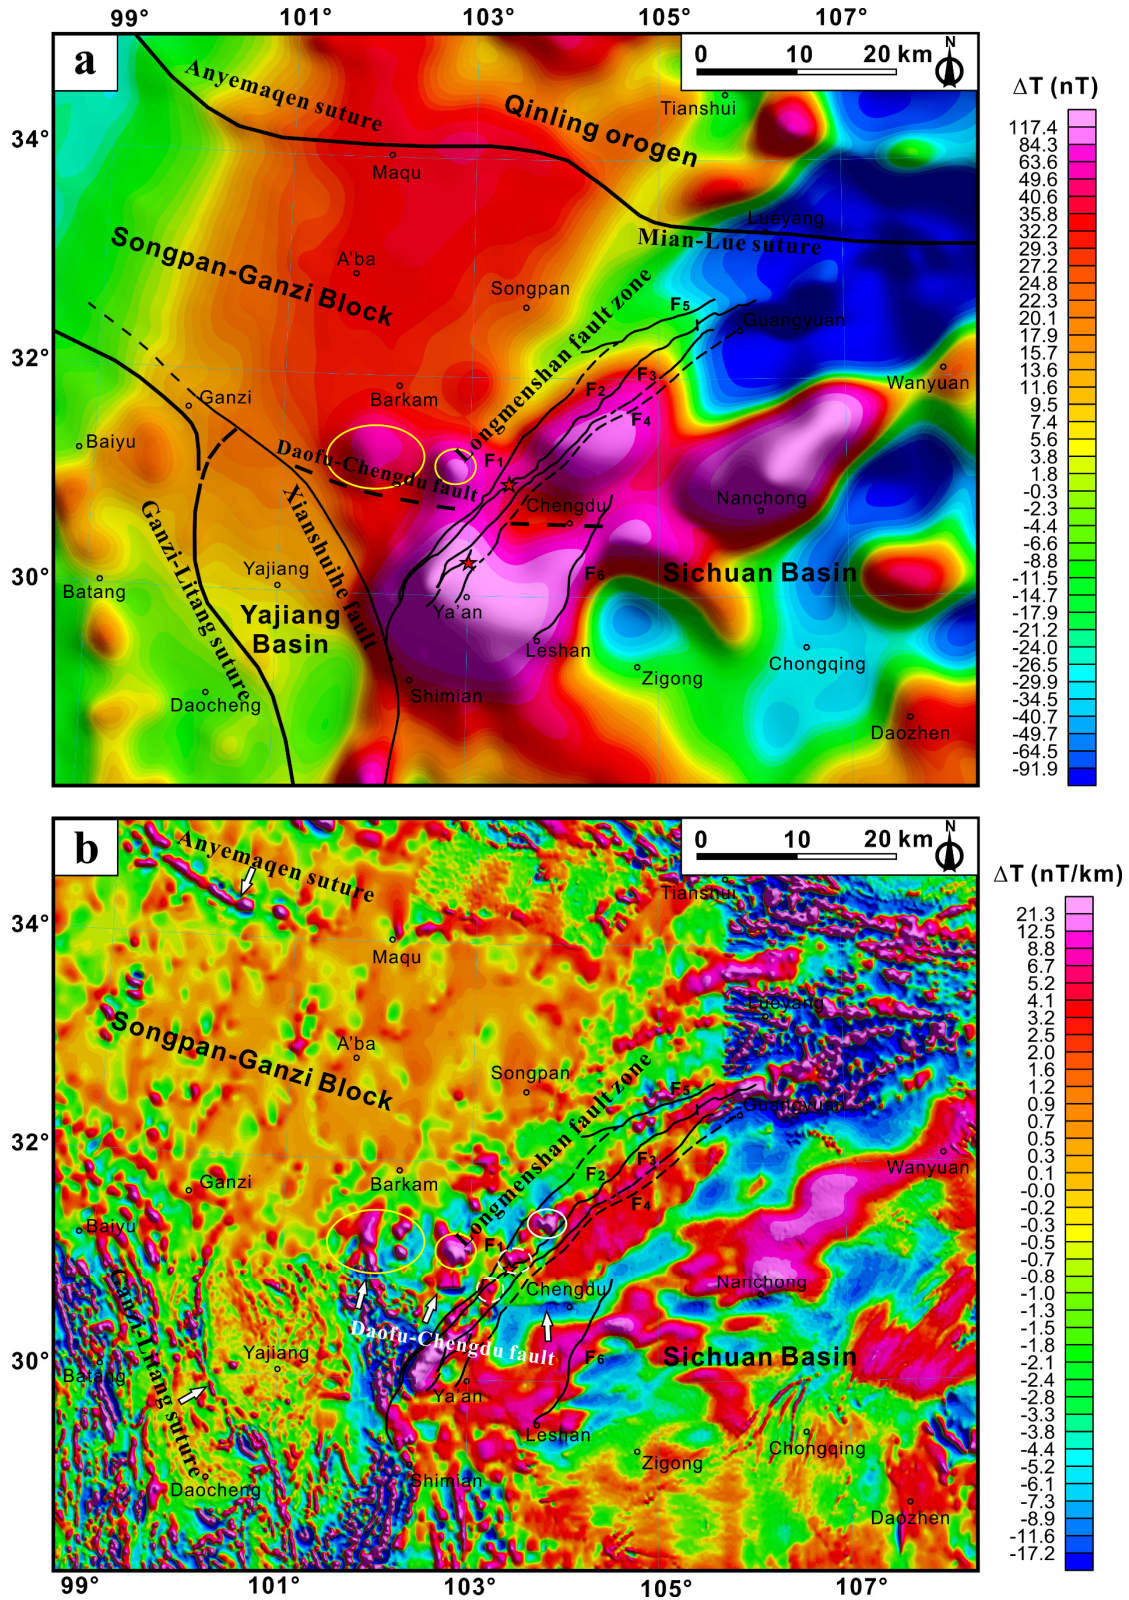 99° 101° 103° 105° 107°
a
0 10 20 km
N
Anyemaqen suture
Tianshui
Qinling orogen
34°
Maqu
Lueyang
Mian-Lue suture
Songpan-Ganzi Block
A'ba
Songpan
Longmenshan fault zone
F5
Guangyuan
32°
F2
F3
Wanyuan
Ganzi
Barkam
F4
Baiyu
Daofu-Chengdu fault
F1
Nanchong
Chengdu
Ganzi-Litang suture
Xianshuihe fault
30°
Yajiang
F6
Sichuan Basin
Batang
Yajiang
Basin
Ya'an
Leshan
Chongqing
Zigong
Daocheng
Shimian
Daozhen
ΔT (nT)
117.4
84.3
63.6
49.6
40.6
35.8
32.2
29.3
27.2
24.8
22.3
20.1
17.9
15.7
13.6
11.6
9.5
7.4
5.6
3.8
1.8
-0.3
-2.3
-4.4
-6.6
-8.8
-11.5
-14.7
-17.9
-21.2
-24.0
-26.5
-29.9
-34.5
-40.7
-49.7
-64.5
-91.9
b
0 10 20 km
N
Anyemaqen suture
Tianshui
34°
Maqu
Lueyang
Songpan-Ganzi Block
A'ba
Songpan
Longmenshan fault zone
F5
Guangyuan
32°
F2
F3
Wanyuan
Ganzi
Barkam
F4
Baiyu
F1
Nanchong
Chengdu
Ganzi-Litang suture
Daofu-Chengdu fault
30°
Yajiang
F6
Sichuan Basin
Batang
Ya'an
Leshan
Chongqing
Zigong
Daocheng
Shimian
Daozhen
99° 101° 103° 105° 107°
ΔT (nT/km)
21.3
12.5
8.8
6.7
5.2
4.1
3.2
2.5
2.0
1.6
1.2
0.9
0.7
0.5
0.3
0.1
-0.0
-0.2
-0.3
-0.5
-0.7
-0.8
-1.0
-1.3
-1.5
-1.8
-2.1
-2.4
-2.8
-3.3
-3.8
-4.4
-5.2
-6.1
-7.3
-8.9
-11.6
-17.2